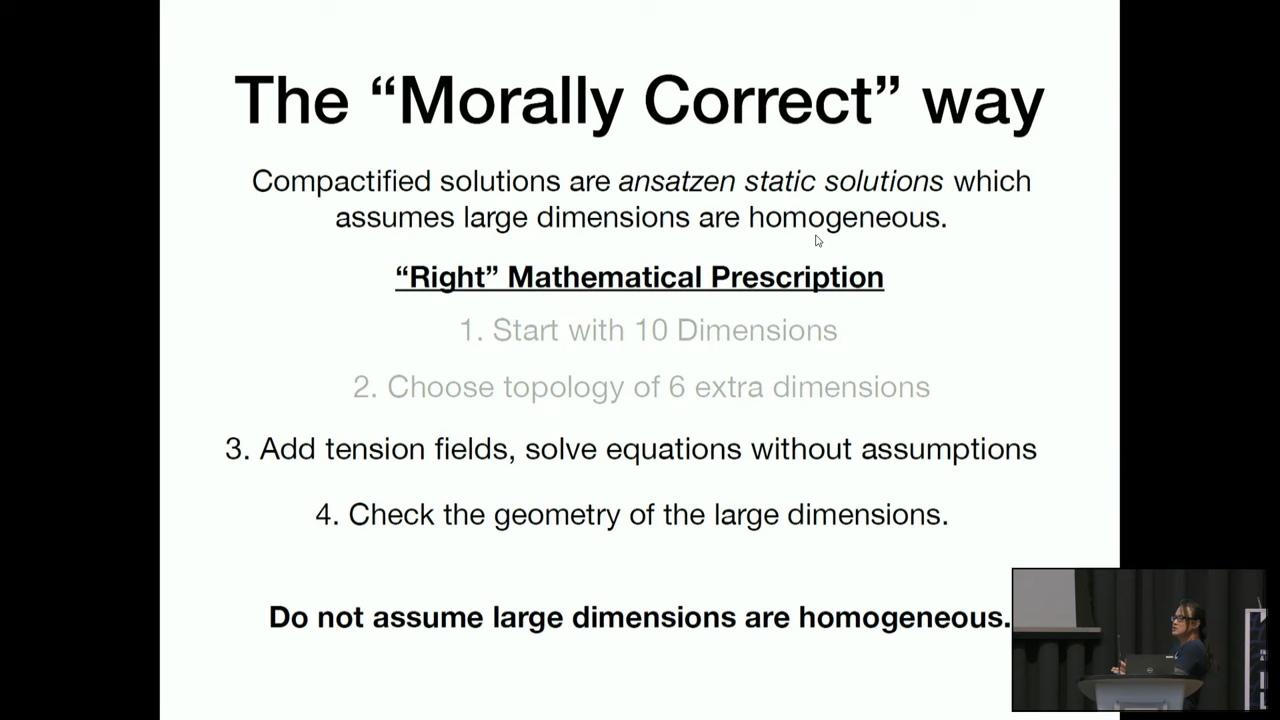 The “Morally Correct” way
Compactified solutions are ansatzen static solutions which
assumes large dimensions are homogeneous.
“Right” Mathematical Prescription
1. Start with 10 Dimensions
2. Choose topology of 6 extra dimensions
3. Add tension fields, solve equations without assumptions
4. Check the geometry of the large dimensions.
Do not assume large dimensions are homogeneous.